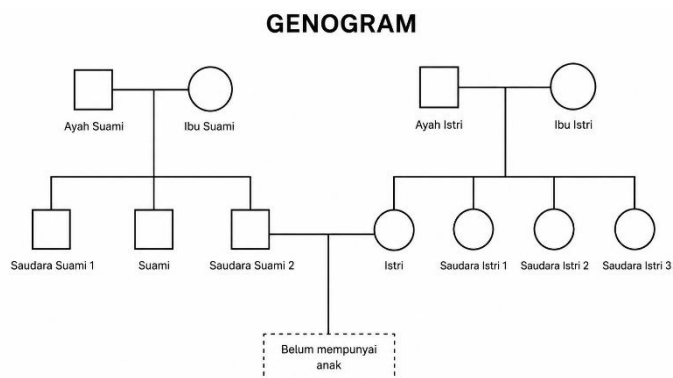 GENOGRAM
Ayah Suami
Ibu Suami
Ayah Istri
Ibu Istri
Saudara Suami 1
Suami
Saudara Suami 2
Istri
Saudara Istri 1
Saudara Istri 2
Saudara Istri 3
Belum mempunyai
anak